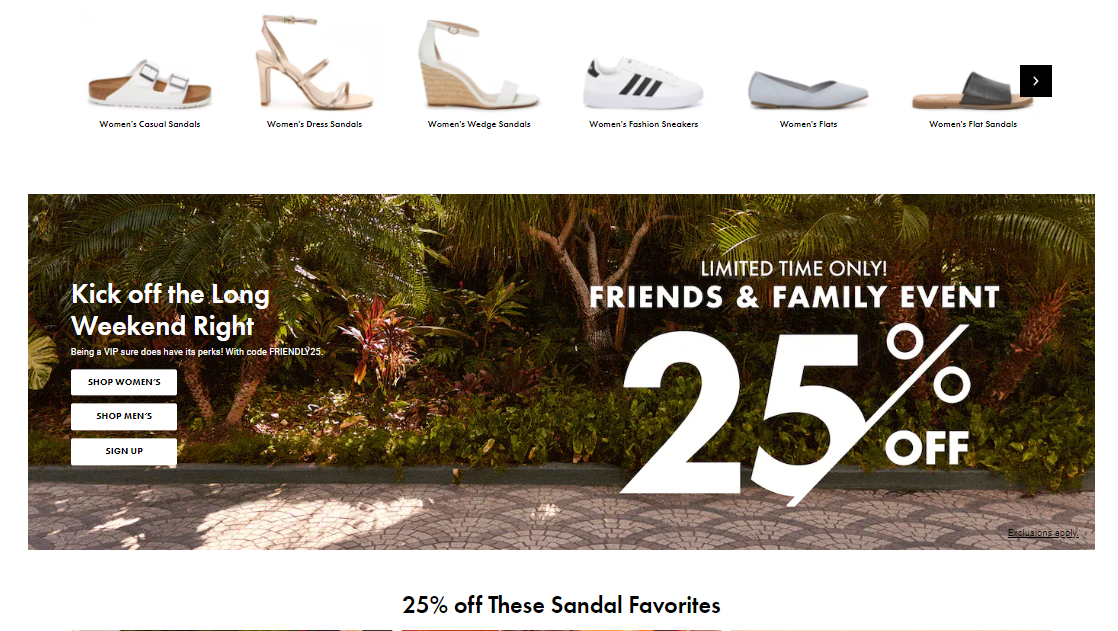 Women's Casual Sandals
Women's Dress Sandals
Women's Wedge Sandals
Women's Fashion Sneakers
Women's Flats
Women's Flat Sandals
Kick off the Long
Weekend Right
Being a VIP sure does have its perks! With code FRIENDLY25.
SHOP WOMEN'S
SHOP MEN'S
SIGN UP
LIMITED TIME ONLY!
FRIENDS & FAMILY EVENT
25%
OFF
Exclusions apply.
25% off These Sandal Favorites